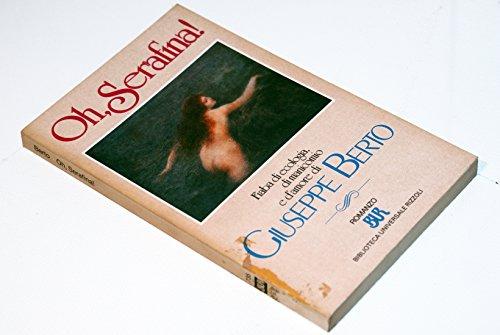 Oh, Serafina!
Fiaba di ecologia,
di manicomio
e d'amore di
GIUSEPPE BERTO
ROMANZO
BUR
BIBLIOTECA UNIVERSALE RIZZOLI
Berto Oh, Serafina!